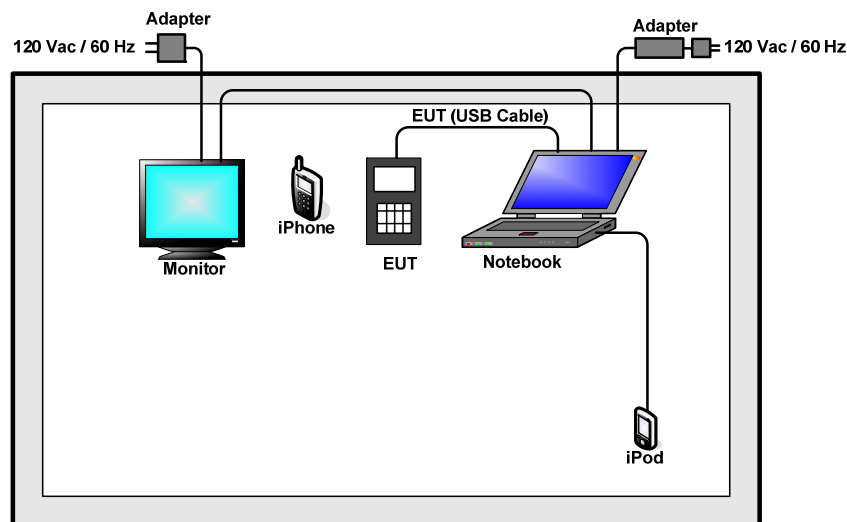 Adapter
120 Vac / 60 Hz
Adapter
120 Vac / 60 Hz
EUT (USB Cable)
iPhone
Monitor
EUT
Notebook
iPod